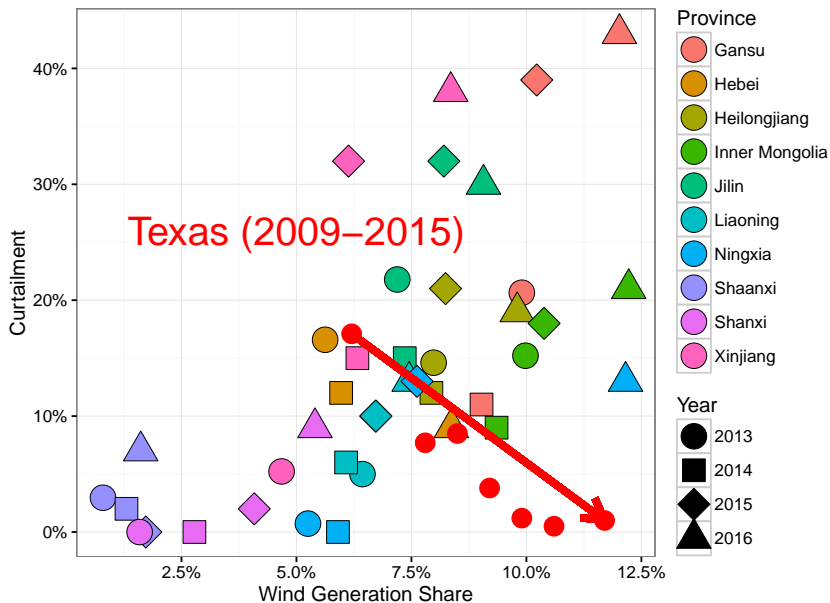 Curtailment
40%
30%
20%
10%
0%
Texas (2009–2015)
2.5%
5.0%
7.5%
10.0%
12.5%
Wind Generation Share
Province
Gansu
Hebei
Heilongjiang
Inner Mongolia
Jilin
Liaoning
Ningxia
Shaanxi
Shanxi
Xinjiang
Year
2013
2014
2015
2016